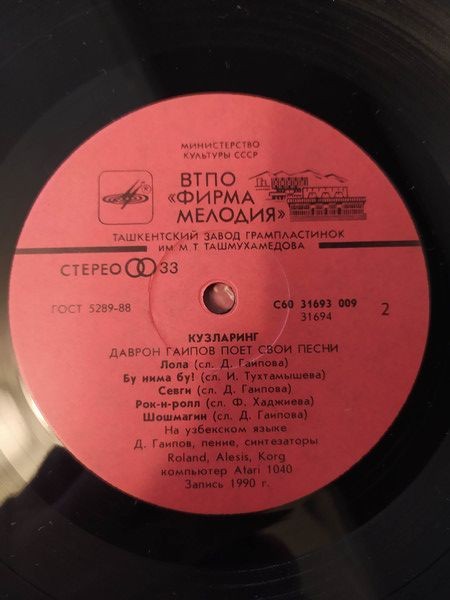 МИНИСТЕРСТВО
КУЛЬТУРЫ СССР
ВТПО
«ФИРМА
МЕЛОДИЯ»
ТАШКЕНТСКИЙ ЗАВОД ГРАМПЛАСТИНОК
ИМ М.Т ТАШМУХАМЕДОВА
СТЕРЕО 33
ГОСТ 5289-88
С60 31693 009
31694
2
КУЗЛАРИНГ
ДАВРОН ГАИПОВ ПОЕТ СВОИ ПЕСНИ
Лола (сл. Д. Гаипова)
Бу нима бу! (сл. И. Тухтамышева)
Севги (сл. Д. Гаипова)
Рок-н-ролл (сл. Ф. Хаджиева)
Шошмагин (сл. Д. Гаипова)
На узбекском языке
Д. Гаипов, пение, синтезаторы
Roland, Alesis, Korg
компьютер Atari 1040
Запись 1990 г.